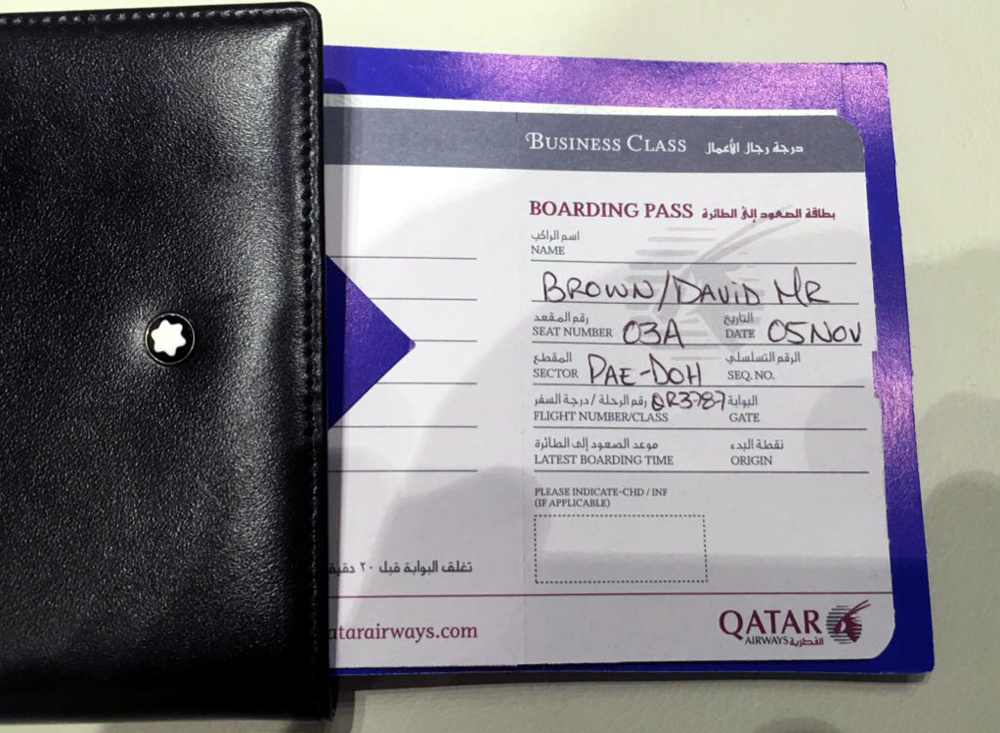 BUSINESS CLASS درجة رجال الأعمال
BOARDING PASS بطاقة الصعود إلى الطائرة
اسم الراكب
NAME
BROWN/DAVID MR
رقم المقعد التاريخ
SEAT NUMBER 03A DATE 05NOV
المقطع الرقم التسلسلي
SECTOR PAE-DOH SEQ. NO.
رقم الرحلة / درجة السفر QR3787 البوابة
FLIGHT NUMBER/CLASS GATE
موعد الصعود إلى الطائرة نقطة البدء
LATEST BOARDING TIME ORIGIN
PLEASE INDICATE-CHD / INF
(IF APPLICABLE)
تغلق البوابة قبل ٢٠ دقيقة
atarairways.com
QATAR
AIRWAYS القطرية